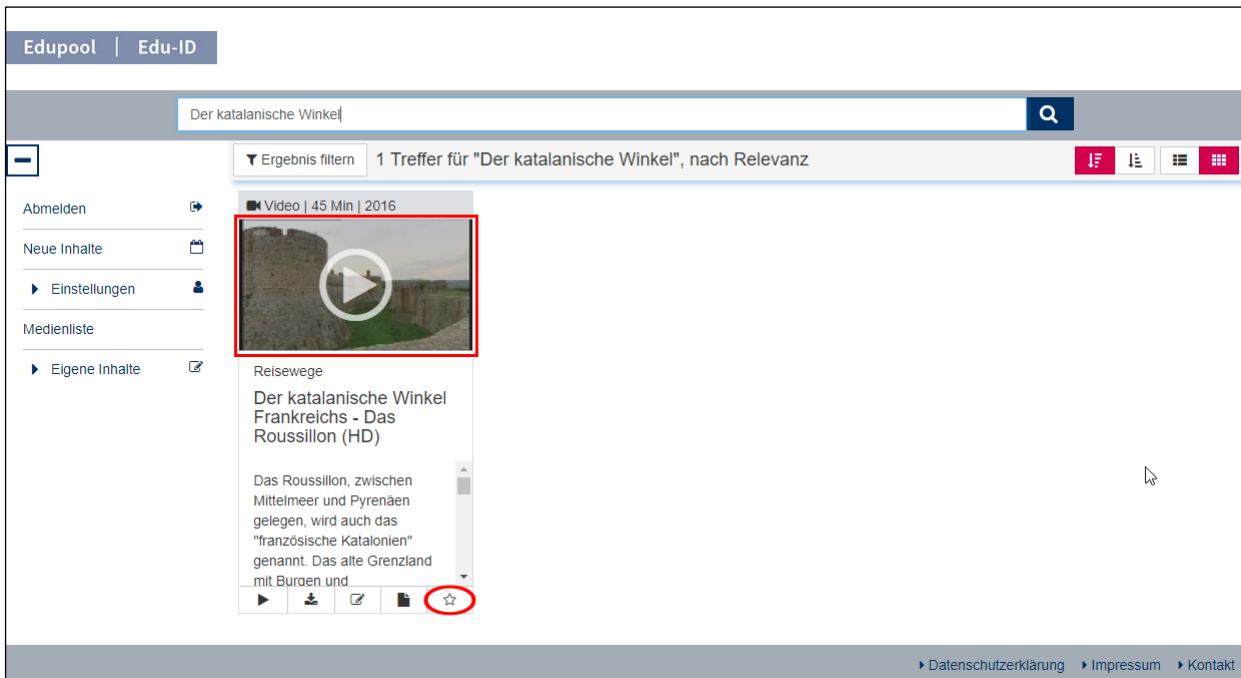 Edupool | Edu-ID
Der katalanische Winkel
Ergebnis filtern
1 Treffer für "Der katalanische Winkel", nach Relevanz
Abmelden
Neue Inhalte
Einstellungen
Medienliste
Eigene Inhalte
Video | 45 Min | 2016
Reisewege
Der katalanische Winkel
Frankreichs - Das
Roussillon (HD)
Das Roussillon, zwischen
Mittelmeer und Pyrenäen
gelegen, wird auch das
"französische Katalonien"
genannt. Das alte Grenzland
mit Burgen und
Datenschutzerklärung
Impressum
Kontakt